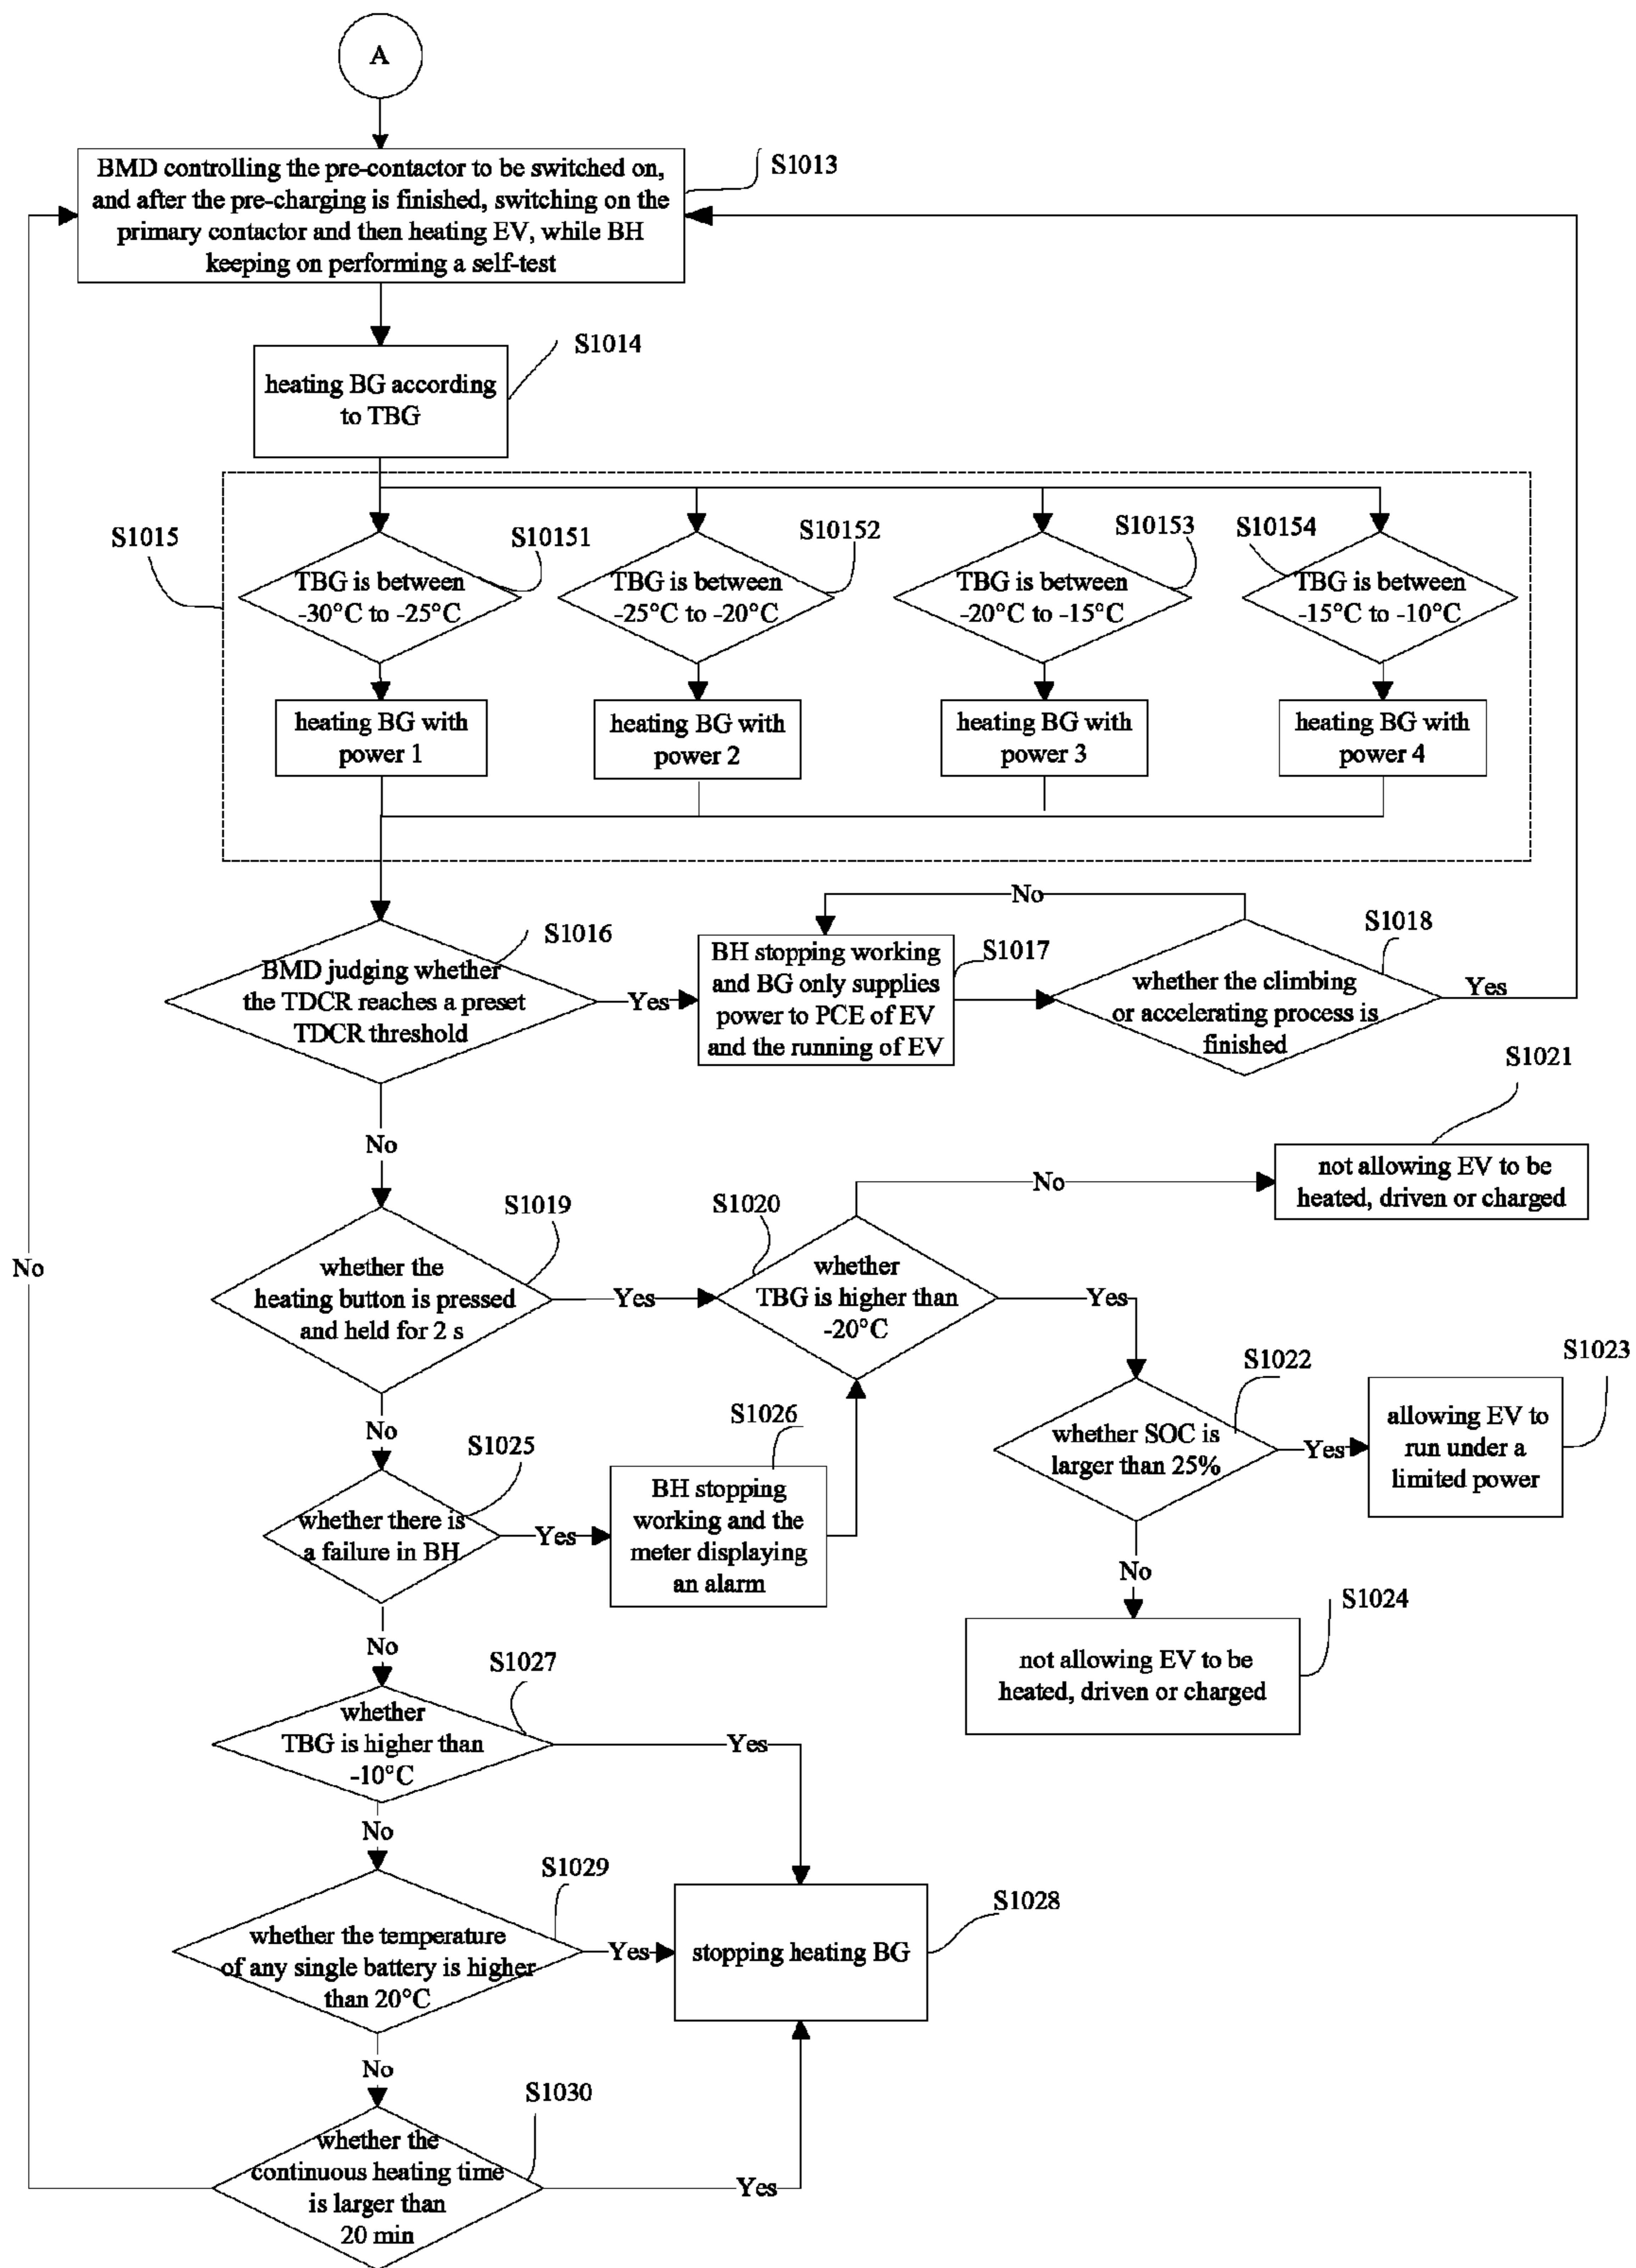 A
BMD controlling the pre-contactor to be switched on,
and after the pre-charging is finished, switching on the
primary contactor and then heating EV, while BH
keeping on performing a self-test
S1013
heating BG according
to TBG
S1014
S1015
TBG is between
-30°C to -25°C
S10151
TBG is between
-25°C to -20°C
S10152
TBG is between
-20°C to -15°C
S10153
TBG is between
-15°C to -10°C
S10154
heating BG with
power 1
heating BG with
power 2
heating BG with
power 3
heating BG with
power 4
BMD judging whether
the TDCR reaches a preset
TDCR threshold
S1016
Yes
No
BH stopping working
and BG only supplies
power to PCE of EV
and the running of EV
S1017
No
whether the climbing
or accelerating process is
finished
S1018
Yes
S1021
not allowing EV to be
heated, driven or charged
whether the
heating button is pressed
and held for 2 s
S1019
Yes
No
whether
TBG is higher than
-20°C
S1020
No
Yes
whether SOC is
larger than 25%
S1022
Yes
No
allowing EV to
run under a
limited power
S1023
not allowing EV to be
heated, driven or charged
S1024
whether there is
a failure in BH
S1025
Yes
No
BH stopping
working and the
meter displaying
an alarm
S1026
whether
TBG is higher than
-10°C
S1027
Yes
No
whether the temperature
of any single battery is higher
than 20°C
S1029
Yes
No
stopping heating BG
S1028
whether the
continuous heating time
is larger than
20 min
S1030
Yes
No